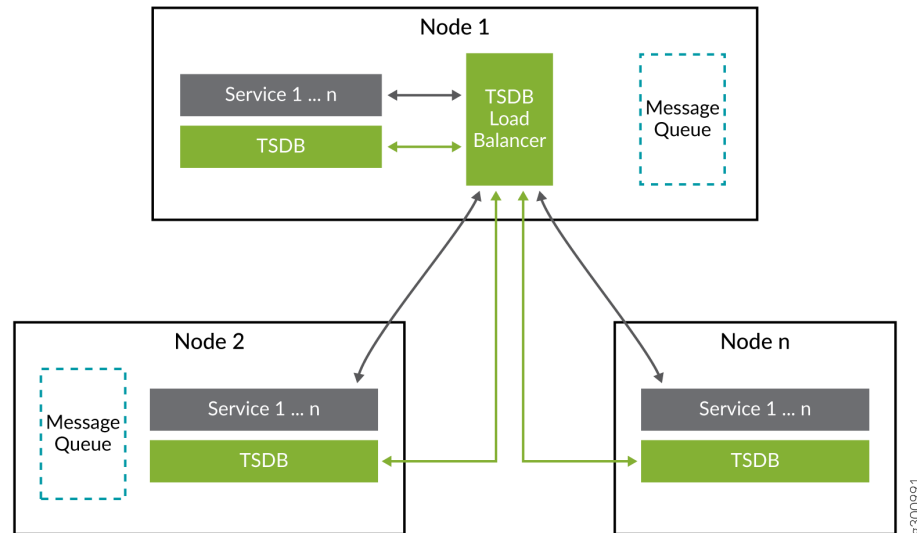 Node 1
Service 1 ... n
TSDB
TSDB
Load
Balancer
Message
Queue
Node 2
Message
Queue
Service 1 ... n
TSDB
Node n
Service 1 ... n
TSDB
g300881